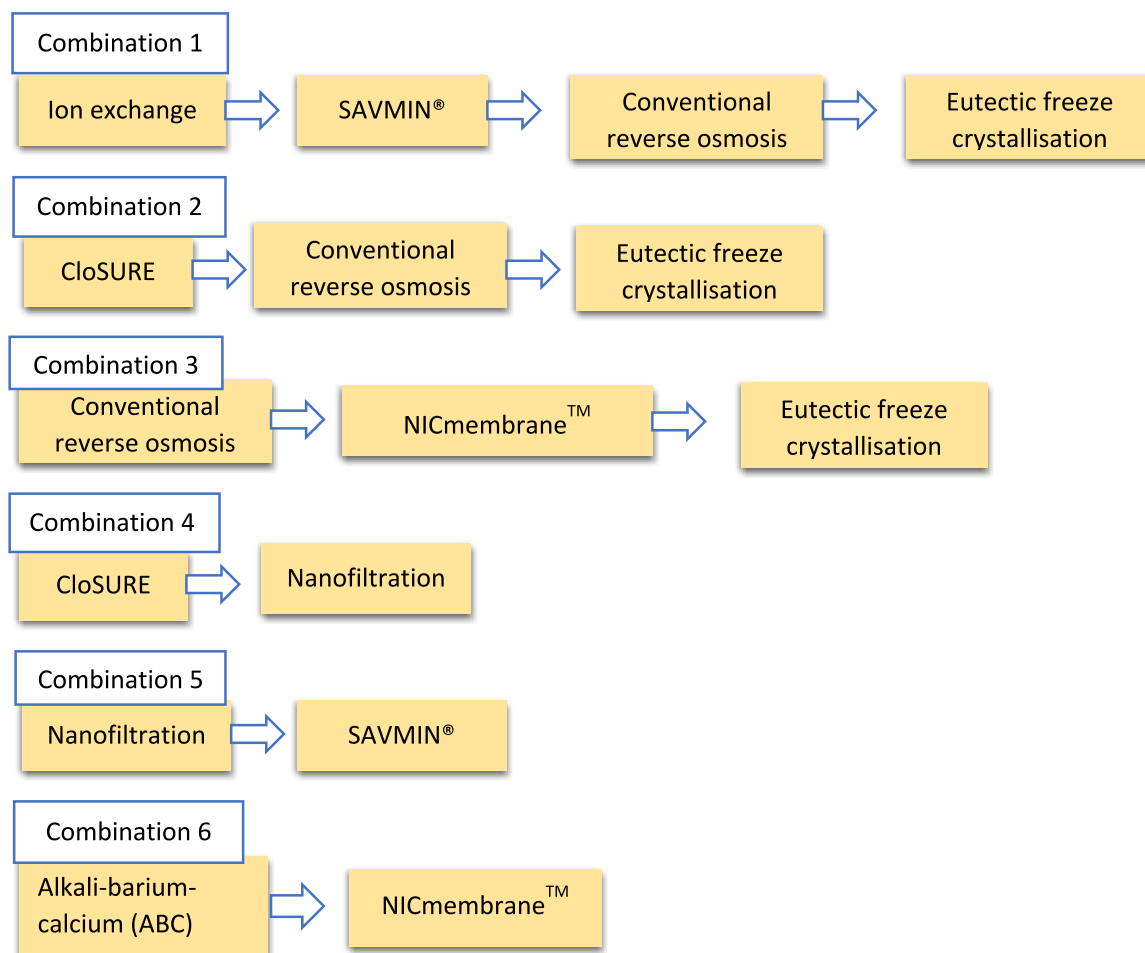 Combination 1
Ion exchange
SAVMIN®
Conventional
reverse osmosis
Eutectic freeze
crystallisation
Combination 2
CloSURE
Conventional
reverse osmosis
Eutectic freeze
crystallisation
Combination 3
Conventional
reverse osmosis
NICmembrane™
Eutectic freeze
crystallisation
Combination 4
CloSURE
Nanofiltration
Combination 5
Nanofiltration
SAVMIN®
Combination 6
Alkali-barium-
calcium (ABC)
NICmembrane™